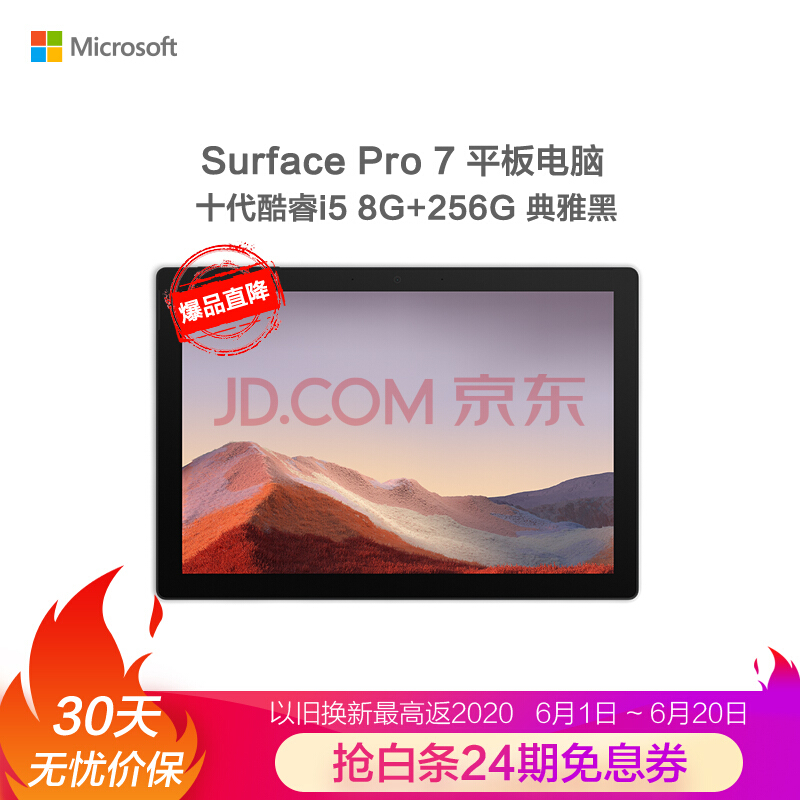 Microsoft
Surface Pro 7 平板电脑
十代酷睿i5 8G+256G 典雅黑
爆品直降
JD.COM 京东
30天
无忧价保
以旧换新最高返2020 6月1日 ~ 6月20日
抢白条24期免息券